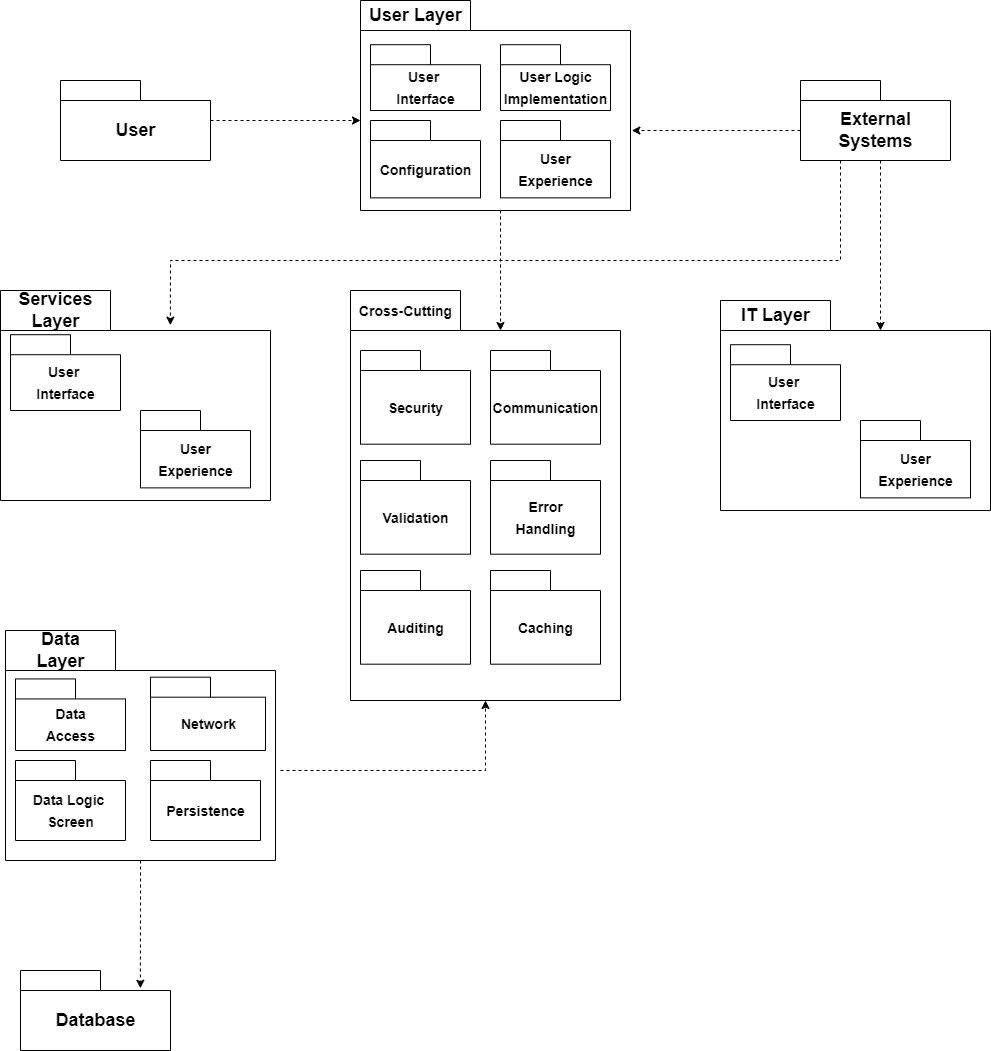 User Layer
User
Interface
User Logic
Implementation
User
External
Systems
Configuration
User
Experience
Services
Layer
User
Interface
User
Experience
Cross-Cutting
Security
Communication
Validation
Error
Handling
Auditing
Caching
IT Layer
User
Interface
User
Experience
Data
Layer
Data
Access
Network
Data Logic
Screen
Persistence
Database